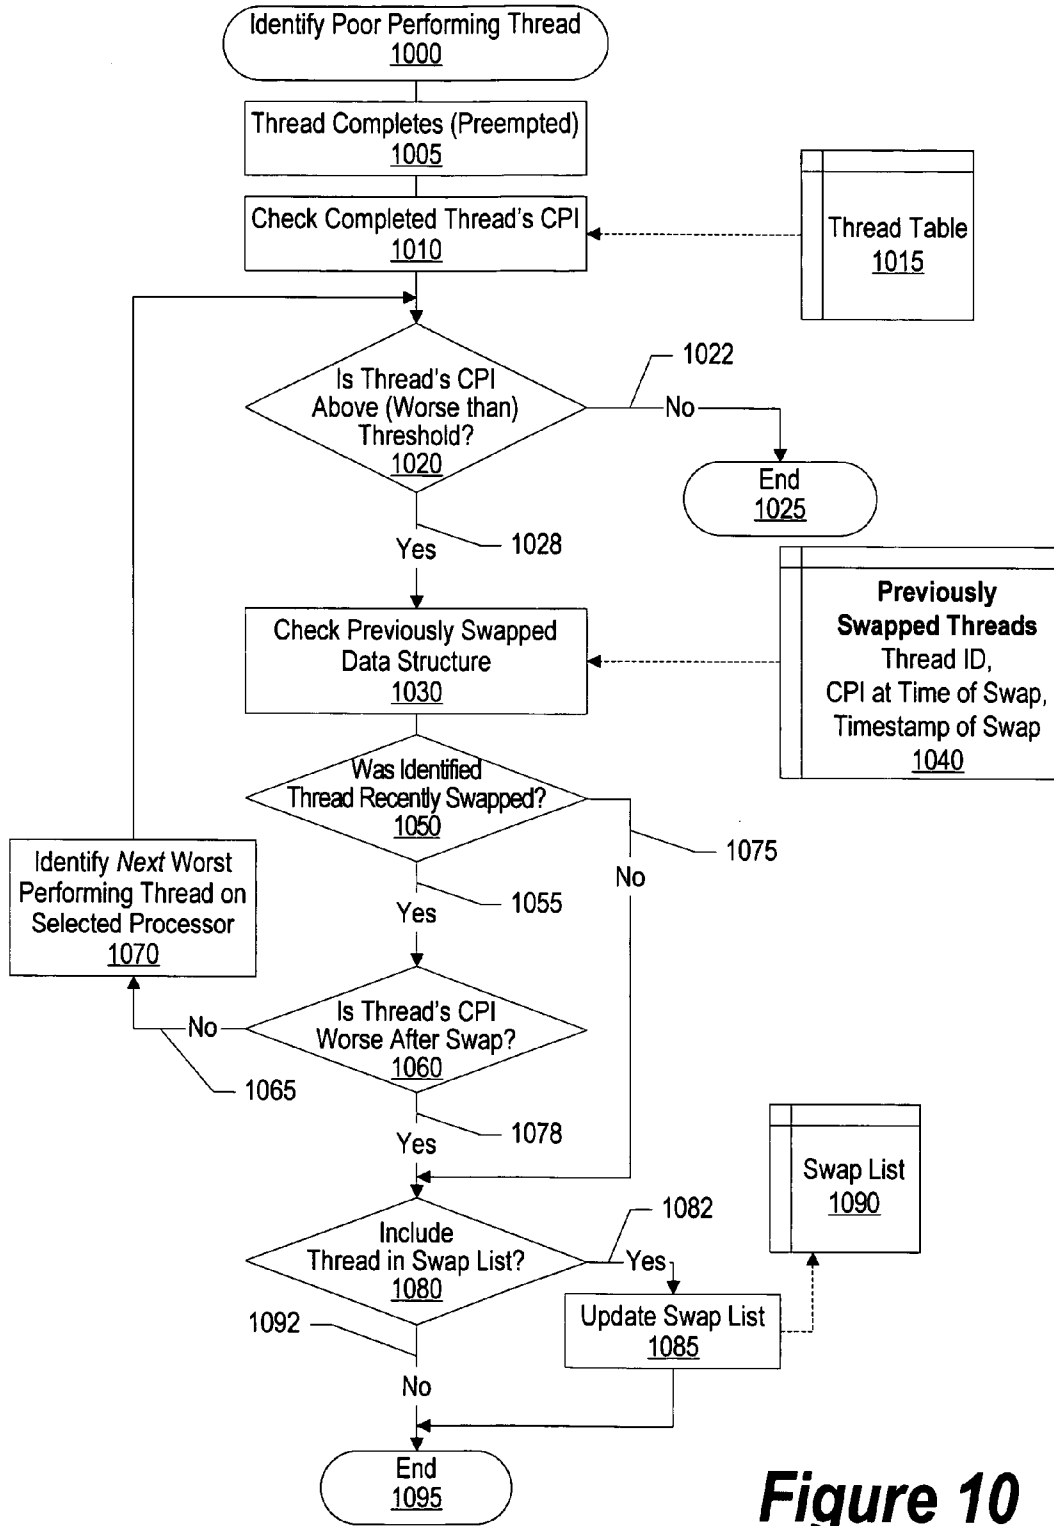 Identify Poor Performing Thread
1000
Thread Completes (Preempted)
1005
Check Completed Thread's CPI
1010
Thread Table
1015
Is Thread's CPI
Above (Worse than)
Threshold?
1020
1022
No
End
1025
1028
Yes
Check Previously Swapped
Data Structure
1030
Previously
Swapped Threads
Thread ID,
CPI at Time of Swap,
Timestamp of Swap
1040
Was Identified
Thread Recently Swapped?
1050
1075
No
1055
Yes
Identify Next Worst
Performing Thread on
Selected Processor
1070
Is Thread's CPI
Worse After Swap?
1060
No
1065
1078
Yes
Swap List
1090
Include
Thread in Swap List?
1080
1082
Yes
Update Swap List
1085
1092
No
End
1095
Figure 10